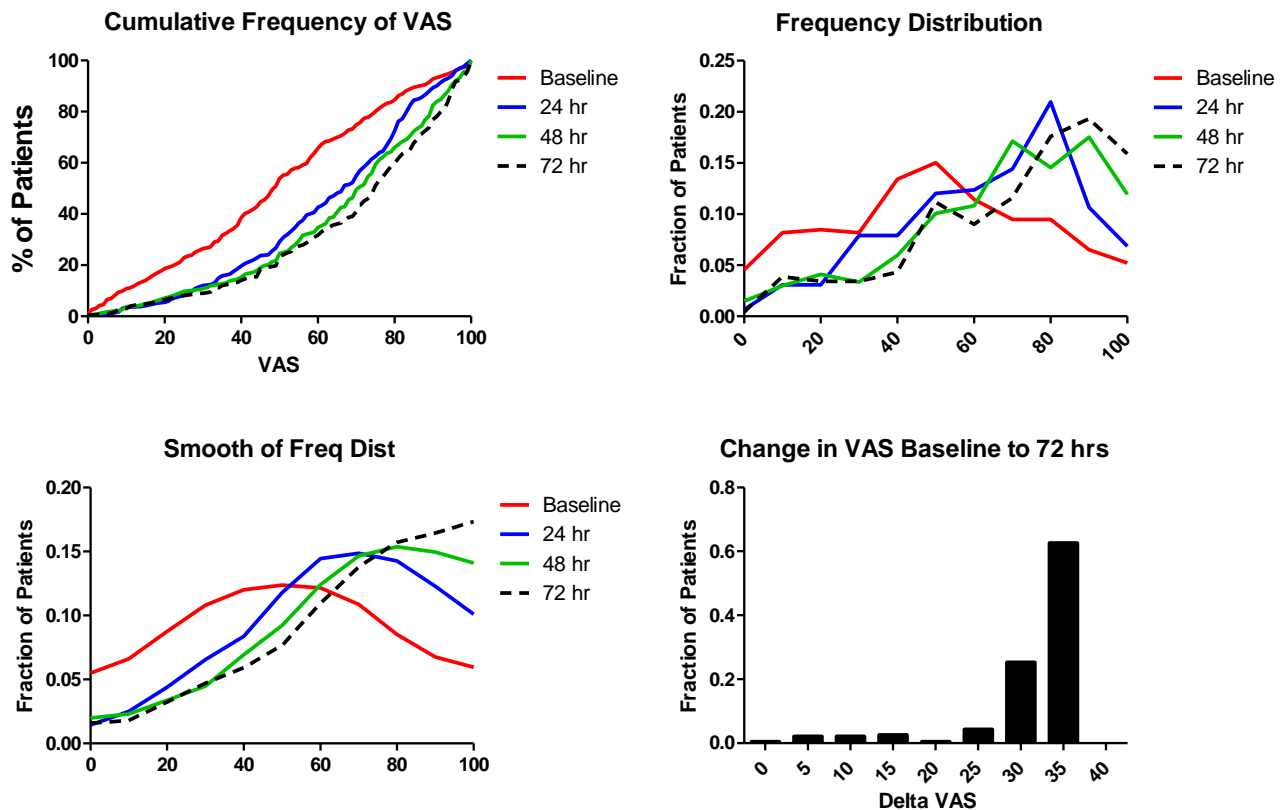 Cumulative Frequency of VAS
% of Patients
100
80
60
40
20
0
0 20 40 60 80 100
VAS
Baseline
24 hr
48 hr
72 hr
Frequency Distribution
Fraction of Patients
0.25
0.20
0.15
0.10
0.05
0.00
0 20 40 60 80 100
Baseline
24 hr
48 hr
72 hr
Smooth of Freq Dist
Fraction of Patients
0.20
0.15
0.10
0.05
0.00
0 20 40 60 80 100
Baseline
24 hr
48 hr
72 hr
Change in VAS Baseline to 72 hrs
Fraction of Patients
0.8
0.6
0.4
0.2
0.0
0 5 10 15 20 25 30 35 40
Delta VAS